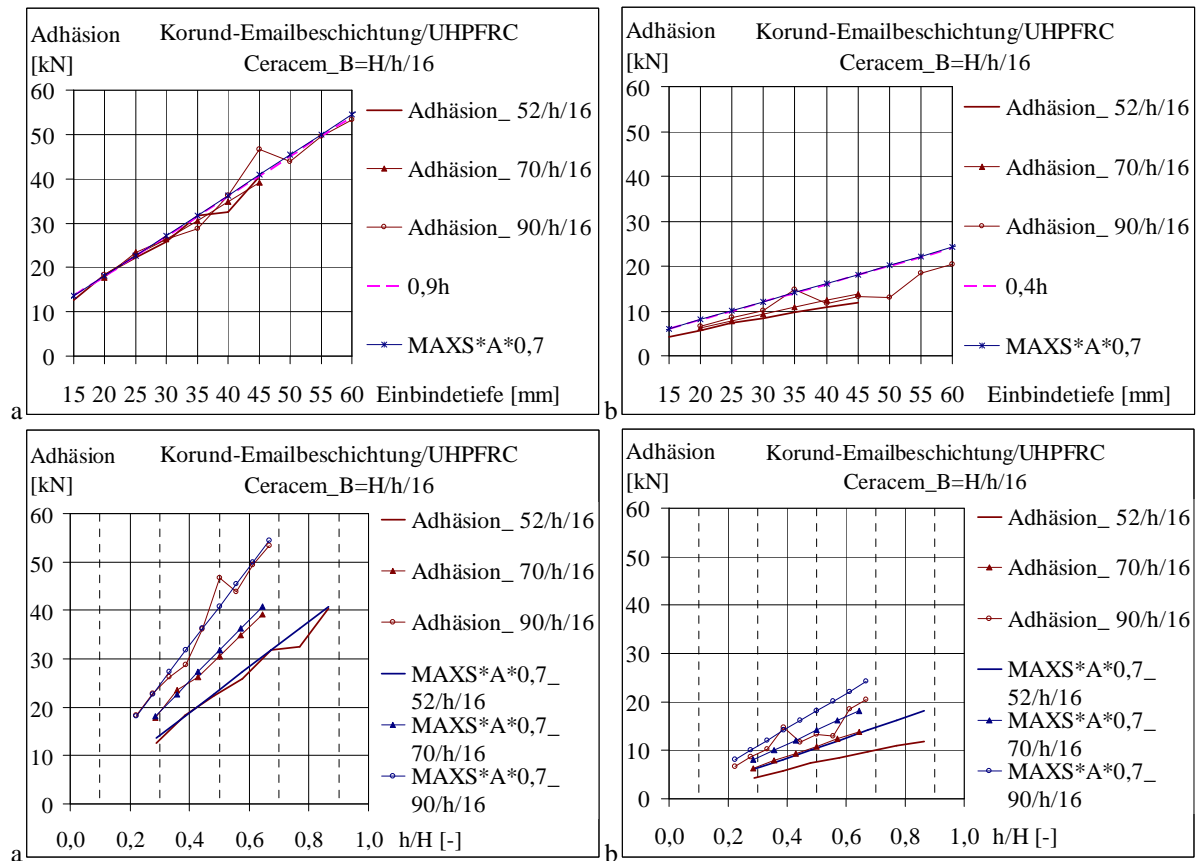 Adhäsion
[kN]
Korund-Emailbeschichtung/UHPFRC
Ceracem_B=H/h/16
60
50
40
30
20
10
0
15 20 25 30 35 40 45 50 55 60
Einbindetiefe [mm]
Adhäsion_ 52/h/16
Adhäsion_ 70/h/16
Adhäsion_ 90/h/16
0,9h
MAXS*A*0,7
a
Adhäsion
[kN]
Korund-Emailbeschichtung/UHPFRC
Ceracem_B=H/h/16
60
50
40
30
20
10
0
15 20 25 30 35 40 45 50 55 60
Einbindetiefe [mm]
Adhäsion_ 52/h/16
Adhäsion_ 70/h/16
Adhäsion_ 90/h/16
0,4h
MAXS*A*0,7
b
Adhäsion
[kN]
Korund-Emailbeschichtung/UHPFRC
Ceracem_B=H/h/16
60
50
40
30
20
10
0
0,0 0,2 0,4 0,6 0,8 1,0
h/H [-]
Adhäsion_ 52/h/16
Adhäsion_ 70/h/16
Adhäsion_ 90/h/16
MAXS*A*0,7_
52/h/16
MAXS*A*0,7_
70/h/16
MAXS*A*0,7_
90/h/16
a
Adhäsion
[kN]
Korund-Emailbeschichtung/UHPFRC
Ceracem_B=H/h/16
60
50
40
30
20
10
0
0,0 0,2 0,4 0,6 0,8 1,0
h/H [-]
Adhäsion_ 52/h/16
Adhäsion_ 70/h/16
Adhäsion_ 90/h/16
MAXS*A*0,7_
52/h/16
MAXS*A*0,7_
70/h/16
MAXS*A*0,7_
90/h/16
b